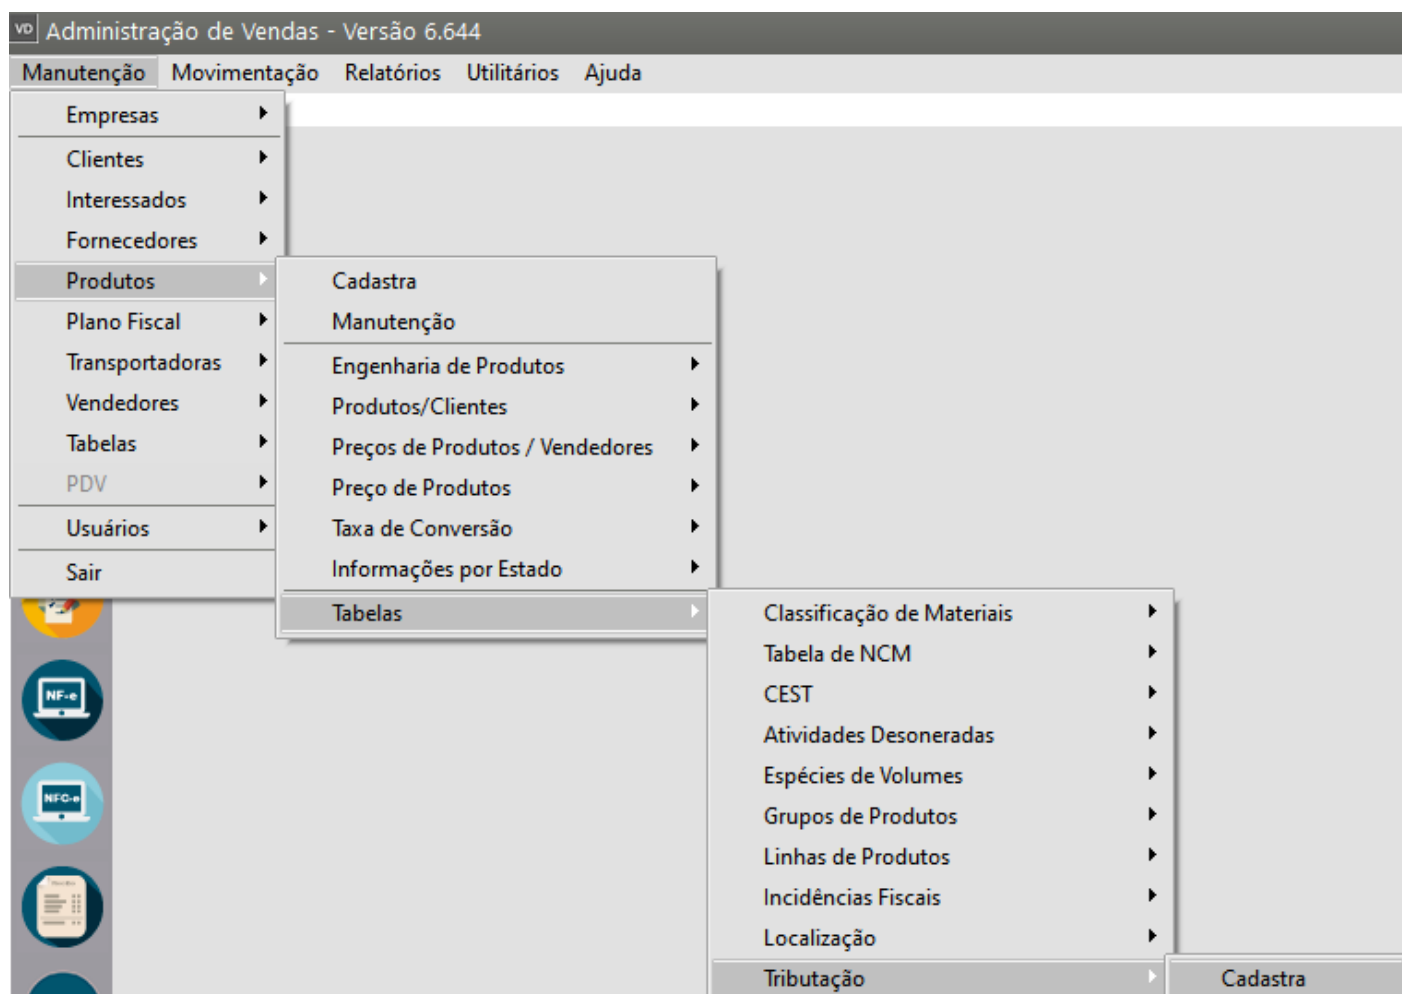 VD Administração de Vendas - Versão 6.644
Manutenção Movimentação Relatórios Utilitários Ajuda
Empresas
Clientes
Interessados
Fornecedores
Produtos
Plano Fiscal
Transportadoras
Vendedores
Tabelas
PDV
Usuários
Sair
Cadastra
Manutenção
Engenharia de Produtos
Produtos/Clientes
Preços de Produtos / Vendedores
Preço de Produtos
Taxa de Conversão
Informações por Estado
Tabelas
Classificação de Materiais
Tabela de NCM
CEST
Atividades Desoneradas
Espécies de Volumes
Grupos de Produtos
Linhas de Produtos
Incidências Fiscais
Localização
Tributação
Cadastra
NF-e
NFC-e